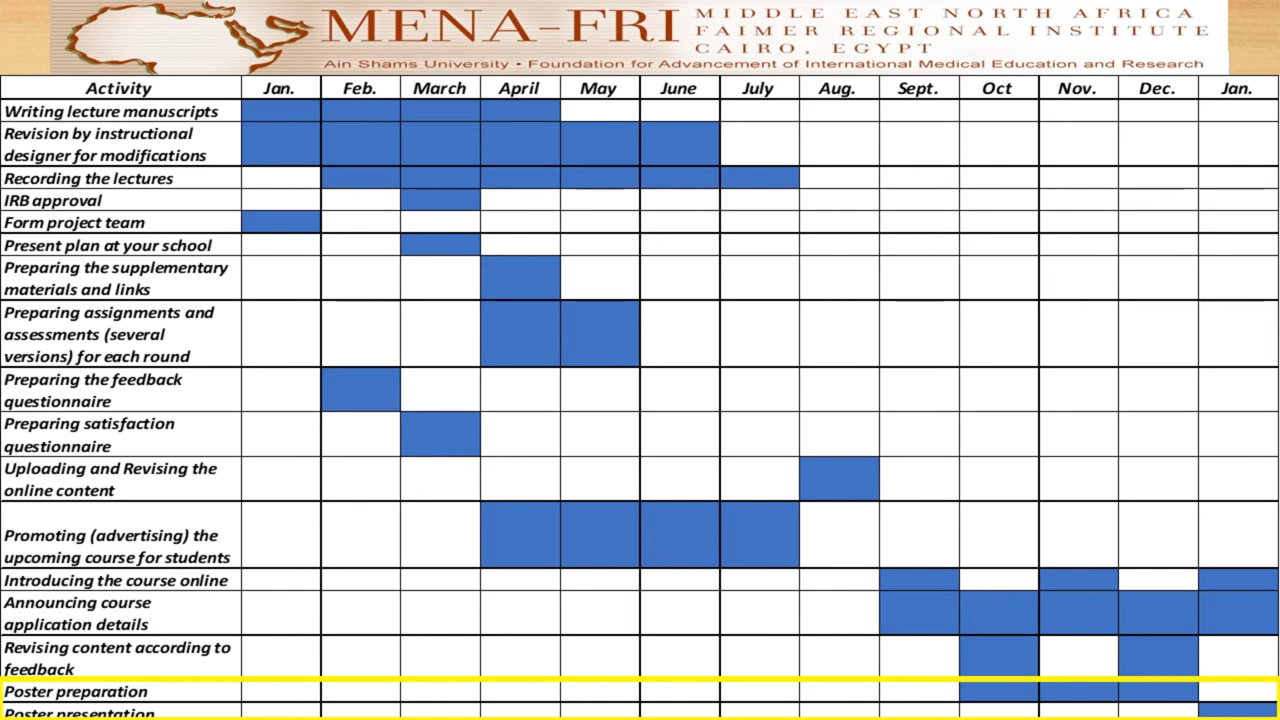 MENA-FRI
MIDDLE EAST NORTH AFRICA
FAIMER REGIONAL INSTITUTE
CAIRO, EGYPT
Ain Shams University • Foundation for Advancement of International Medical Education and Research
Activity Jan. Feb. March April May June July Aug. Sept. Oct Nov. Dec. Jan.
Writing lecture manuscripts
Revision by instructional
designer for modifications
Recording the lectures
IRB approval
Form project team
Present plan at your school
Preparing the supplementary
materials and links
Preparing assignments and
assessments (several
versions) for each round
Preparing the feedback
questionnaire
Preparing satisfaction
questionnaire
Uploading and Revising the
online content
Promoting (advertising) the
upcoming course for students
Introducing the course online
Announcing course
application details
Revising content according to
feedback
Poster preparation
Poster presentation